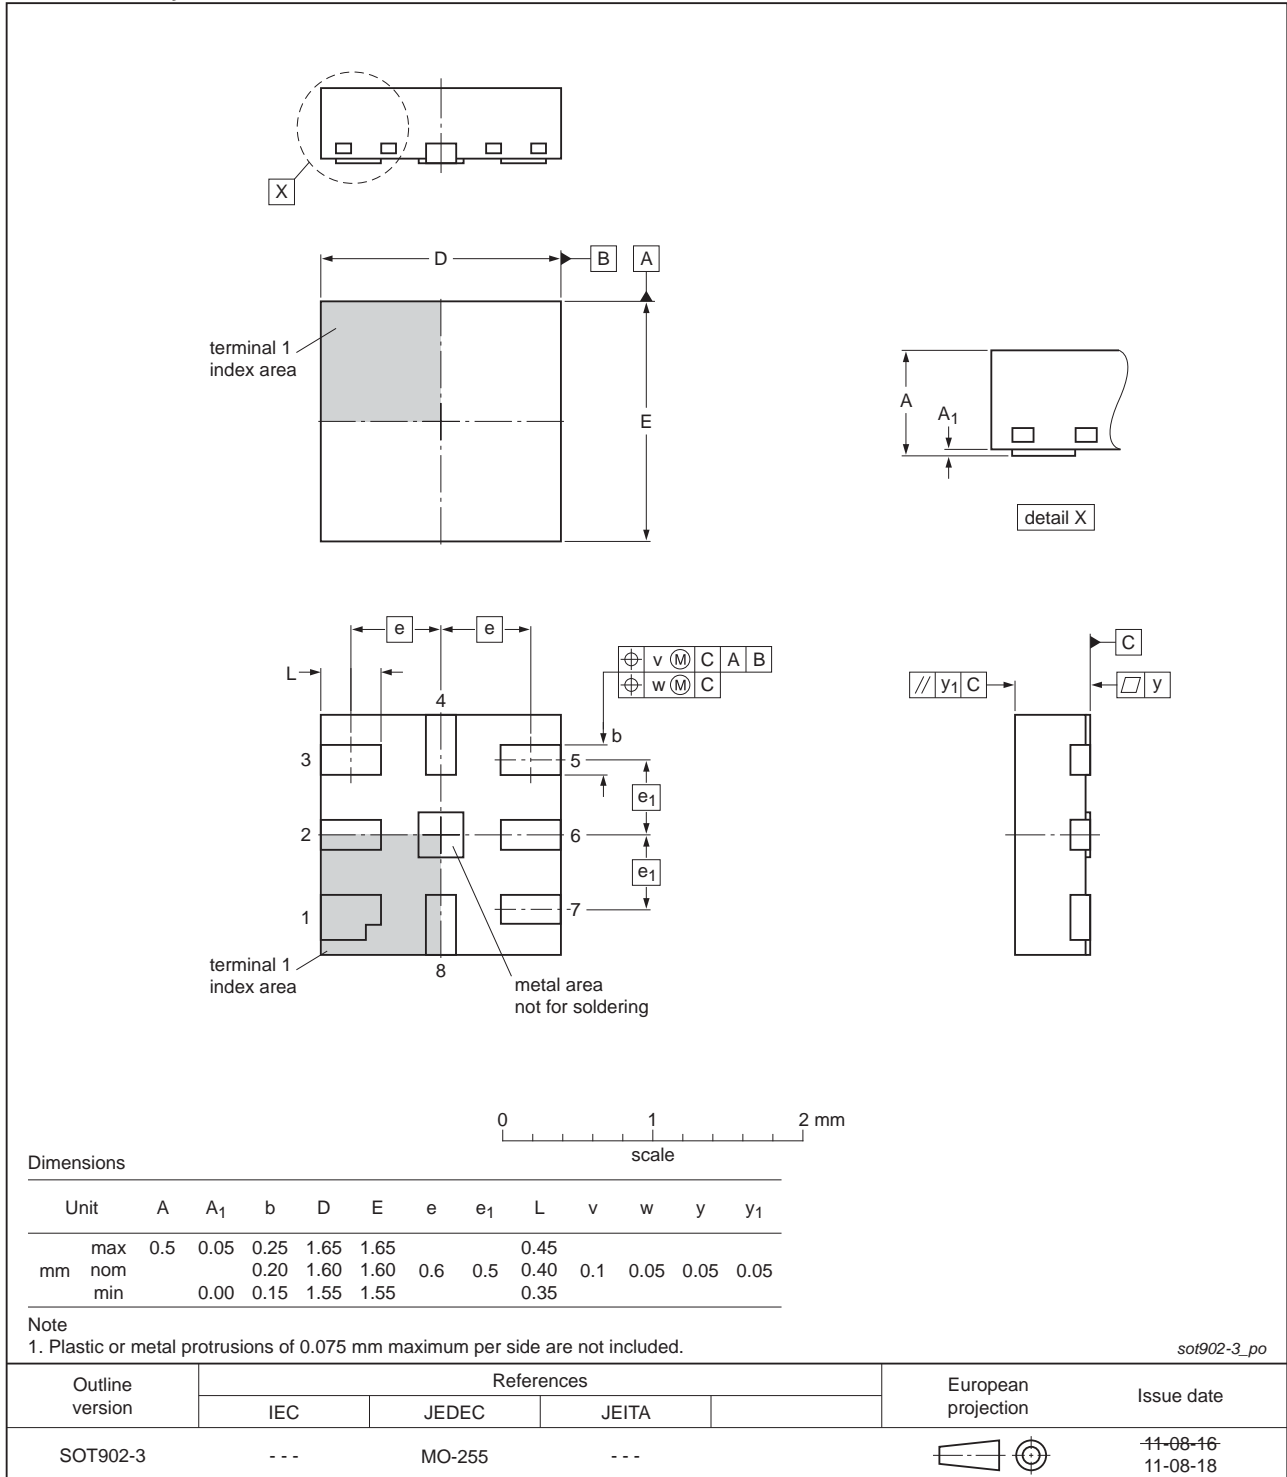 X
D
B
A
terminal 1
index area
E
A
A1
detail X
e
e
L
v M C A B
w M C
4
b
3
5
e1
2
6
e1
1
7
terminal 1
index area
8
metal area
not for soldering
C
y1 C
y
0 1 2 mm
scale
Dimensions
Unit A A1 b D E e e1 L v w y y1
max 0.5 0.05 0.25 1.65 1.65 0.45
mm nom 0.20 1.60 1.60 0.6 0.5 0.40 0.1 0.05 0.05 0.05
min 0.00 0.15 1.55 1.55 0.35
Note
1. Plastic or metal protrusions of 0.075 mm maximum per side are not included.
sot902-3_po
Outline
version
References
IEC JEDEC JEITA
European
projection
Issue date
SOT902-3 - - - MO-255 - - -
11-08-16
11-08-18